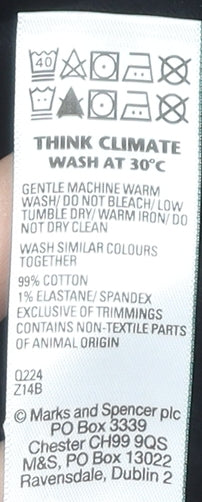 40
THINK CLIMATE
WASH AT 30°C
GENTLE MACHINE WARM
WASH/ DO NOT BLEACH/ LOW
TUMBLE DRY/ WARM IRON/ DO
NOT DRY CLEAN
WASH SIMILAR COLOURS
TOGETHER
99% COTTON
1% ELASTANE/ SPANDEX
EXCLUSIVE OF TRIMMINGS
CONTAINS NON-TEXTILE PARTS
OF ANIMAL ORIGIN
Q224
Z14B
© Marks and Spencer plc
PO Box 3339
Chester CH99 9QS
M&S, PO Box 13022
Ravensdale, Dublin 2